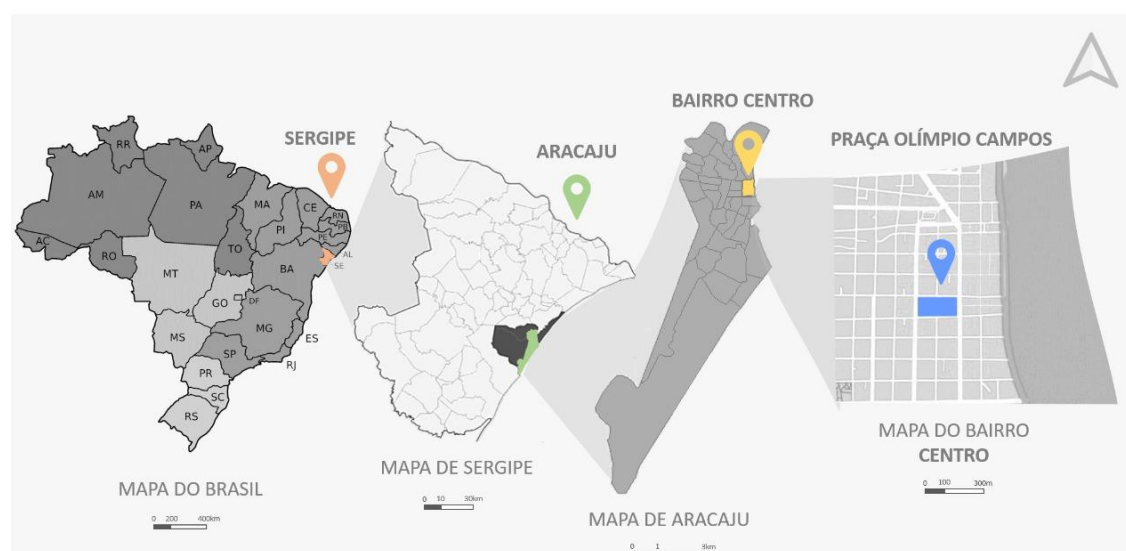 BAIRRO CENTRO
SERGIPE
ARACAJU
PRAÇA OLÍMPIO CAMPOS
RR
AP
AM
PA
MA
CE
RN
PB
PE
PI
AC
TO
AL
RO
SE
BA
MT
GO
DF
MG
ES
MS
SP
RJ
PR
SC
RS
MAPA DO BRASIL
0 200 400km
MAPA DE SERGIPE
0 10 30km
MAPA DE ARACAJU
0 1 3km
MAPA DO BAIRRO
CENTRO
0 100 300m